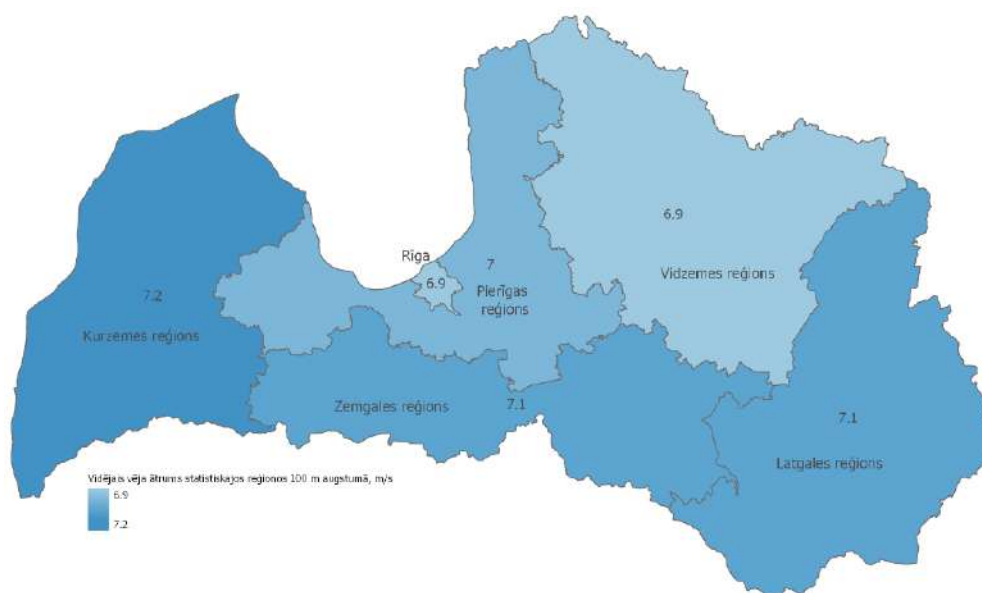 6.9
Rīga
7
6.9
Vidzemes reģions
7.2
Pierīgas
reģions
Kurzemes reģions
Zemgales reģions
7.1
7.1
Latgales reģions
Vidējais vēja ātrums statistiskajos reģionos 100 m augstumā, m/s
6.9
7.2